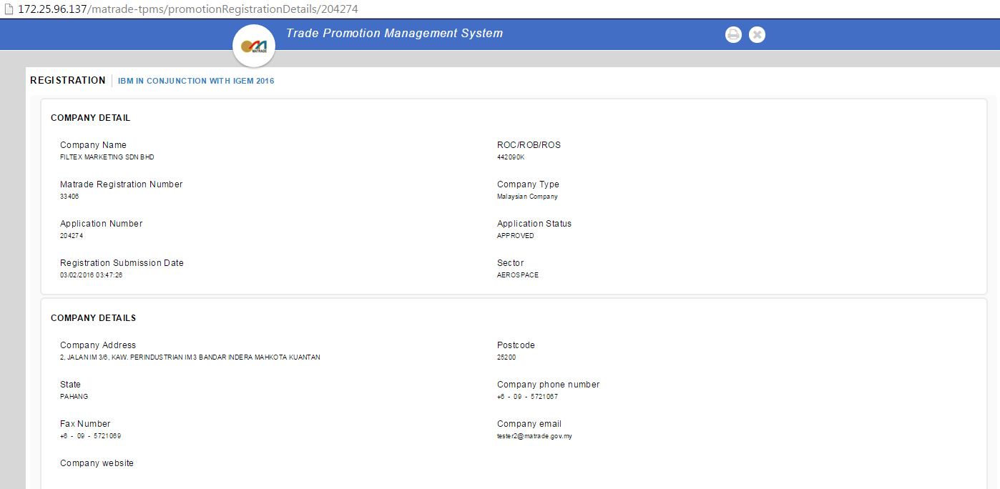 172.25.96.137/matrade-tpms/promotionRegistrationDetails/204274
MATRADE
Trade Promotion Management System
REGISTRATION
IBM IN CONJUNCTION WITH IGEM 2016
COMPANY DETAIL
Company Name
FILTEX MARKETING SDN BHD
ROC/ROB/ROS
442090K
Matrade Registration Number
33406
Company Type
Malaysian Company
Application Number
204274
Application Status
APPROVED
Registration Submission Date
03/02/2016 03:47:26
Sector
AEROSPACE
COMPANY DETAILS
Company Address
2, JALAN IM 3/6, KAW. PERINDUSTRIAN IM 3 BANDAR INDERA MAHKOTA KUANTAN
Postcode
25200
State
PAHANG
Company phone number
+6 - 09 - 5721067
Fax Number
+6 - 09 - 5721069
Company email
tester2@matrade.gov.my
Company website